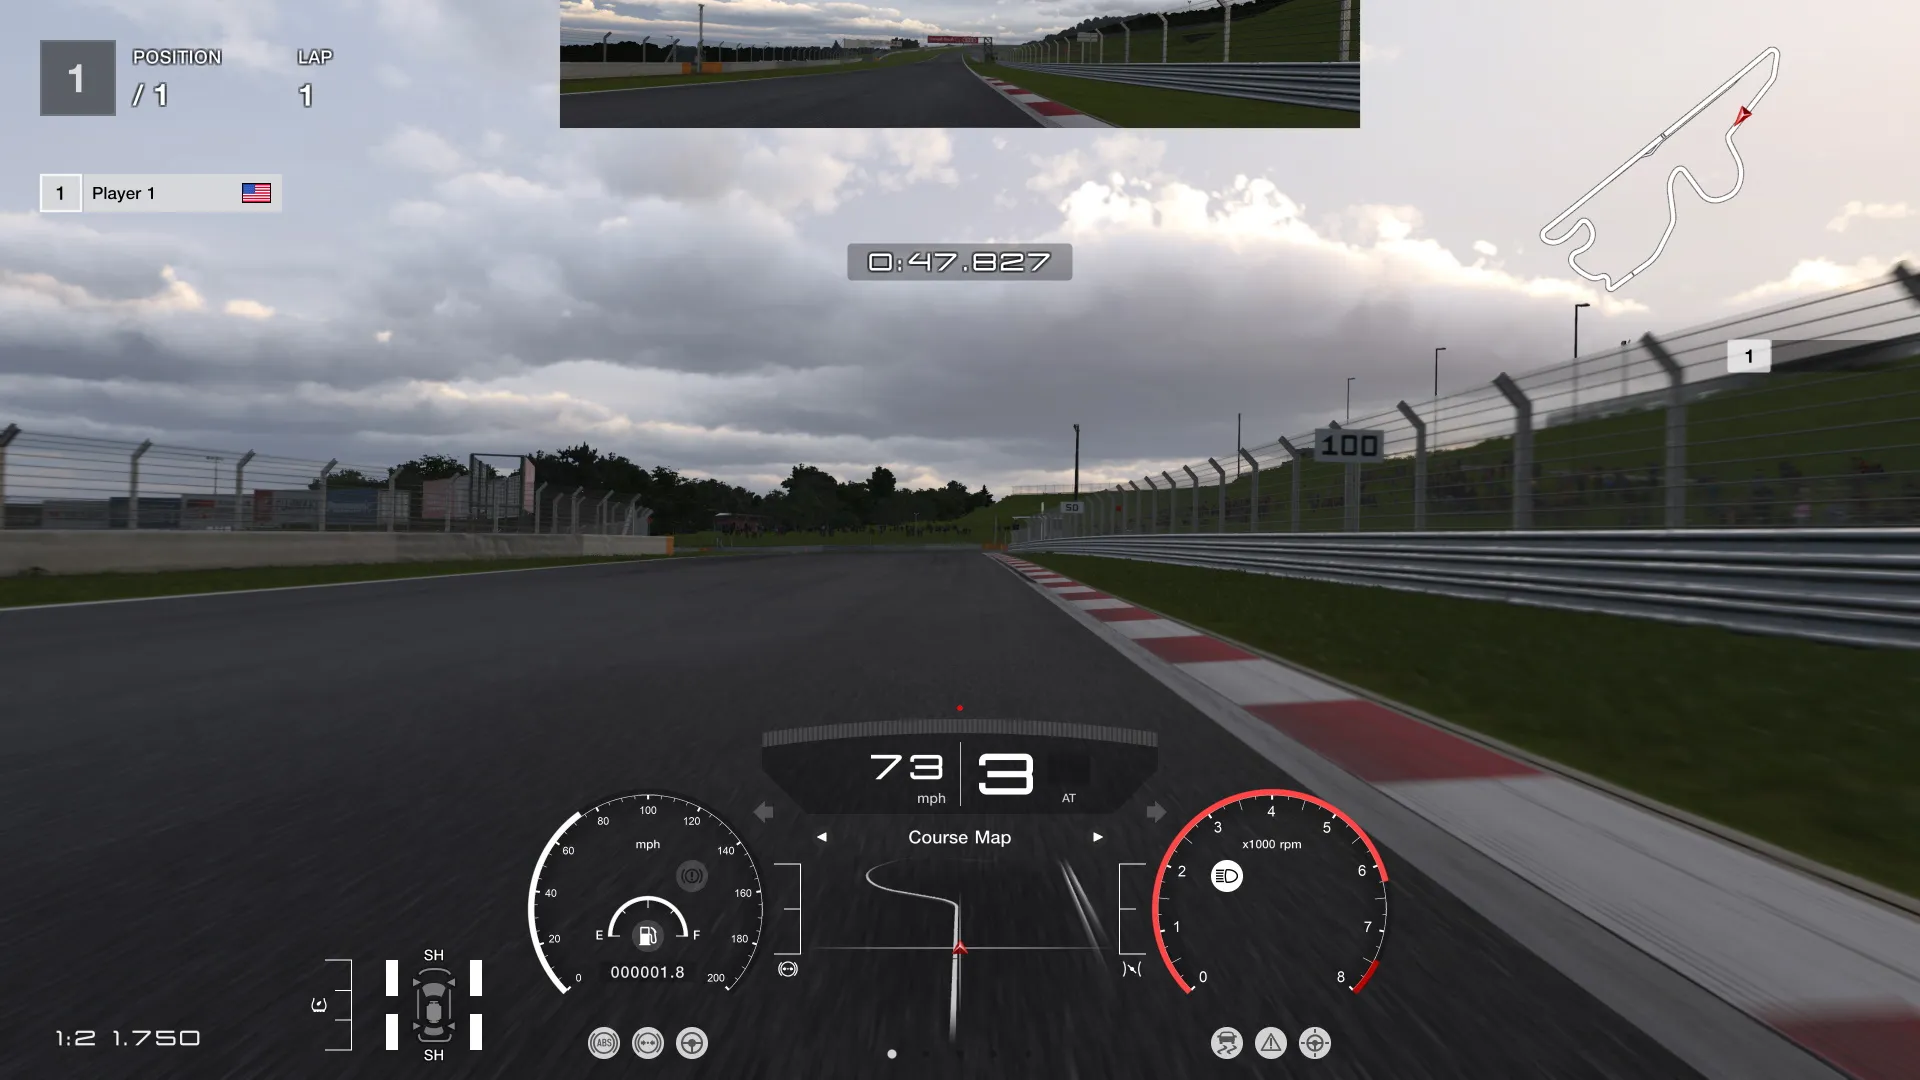 1
POSITION
/ 1
LAP
1
1 Player 1
0:47.827
1
100
50
73
mph
3
AT
Course Map
0 20 40 60 80 100 120 140 160 180 200
mph
E F
000001.8
0 1 2 3 4 5 6 7 8
x1000 rpm
SH
SH
ABS
1:2 1.750